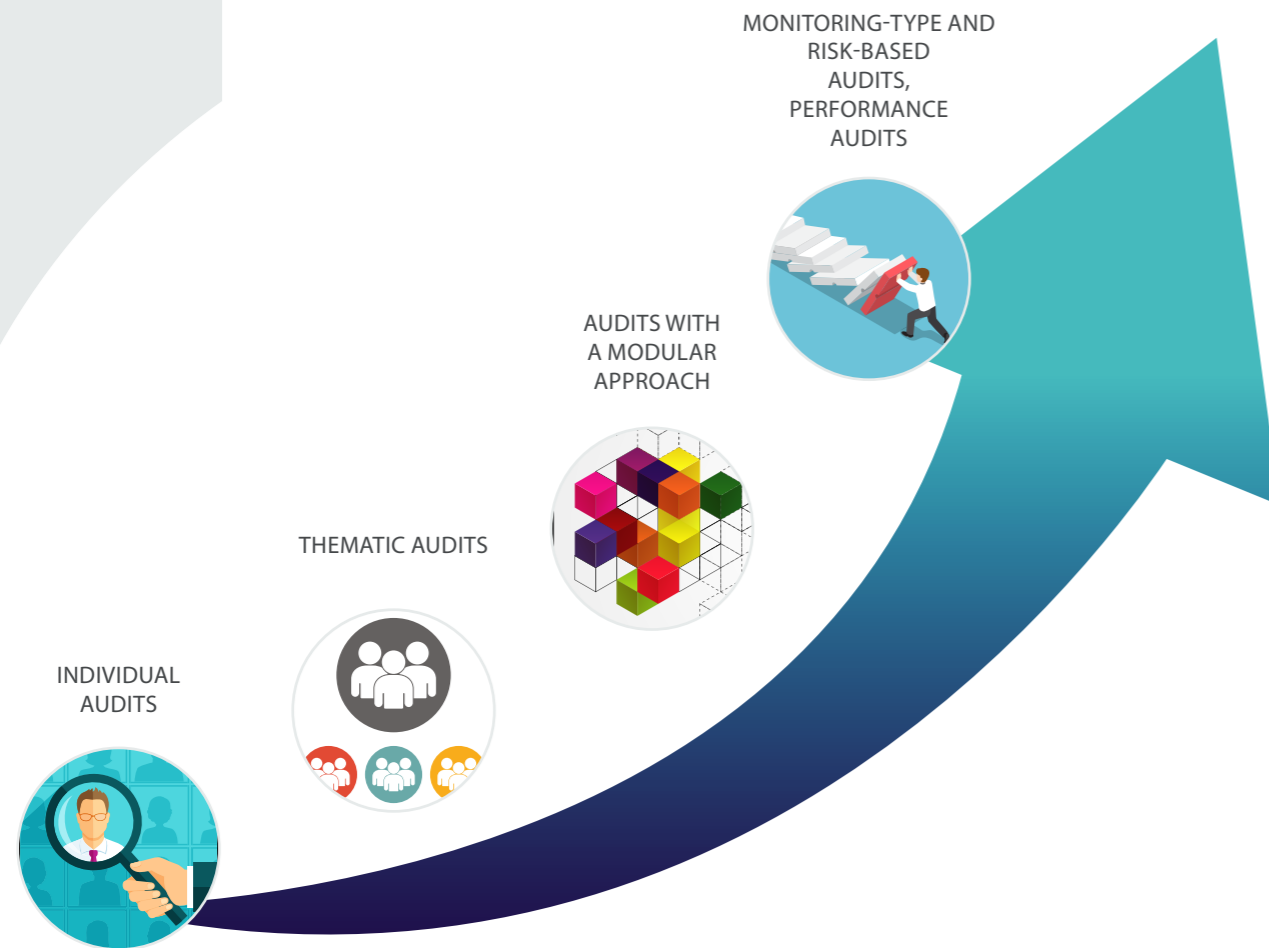 MONITORING-TYPE AND
RISK-BASED
AUDITS,
PERFORMANCE
AUDITS
AUDITS WITH
A MODULAR
APPROACH
THEMATIC AUDITS
INDIVIDUAL
AUDITS